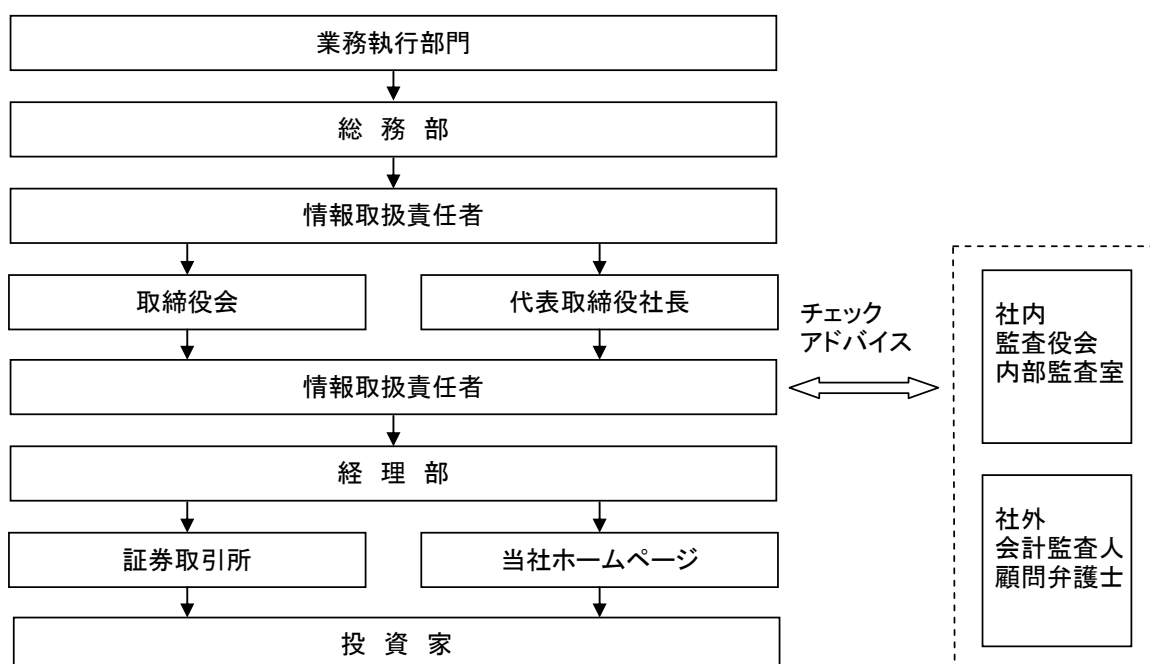 業務執行部門
総 務 部
情報取扱責任者
取締役会
代表取締役社長
情報取扱責任者
経 理 部
証券取引所
当社ホームページ
投 資 家
チェック
アドバイス
社内
監査役会
内部監査室
社外
会計監査人
顧問弁護士